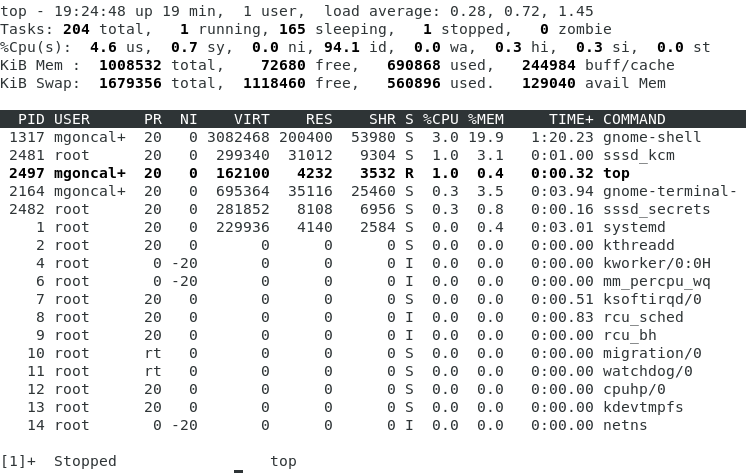 top - 19:24:48 up 19 min,  1 user,  load average: 0.28, 0.72, 1.45
Tasks: 204 total,   1 running, 165 sleeping,   1 stopped,   0 zombie
%Cpu(s):  4.6 us,  0.7 sy,  0.0 ni, 94.1 id,  0.0 wa,  0.3 hi,  0.3 si,  0.0 st
KiB Mem :  1008532 total,    72680 free,   690868 used,   244984 buff/cache
KiB Swap:  1679356 total,  1118460 free,   560896 used.   129040 avail Mem
  PID USER      PR  NI    VIRT    RES    SHR S %CPU %MEM     TIME+ COMMAND
 1317 mgoncal+  20   0 3082468 200400  53980 S  3.0 19.9   1:20.23 gnome-shell
 2481 root      20   0  299340  31012   9304 S  1.0  3.1   0:01.00 sssd_kcm
 2497 mgoncal+  20   0  162100   4232   3532 R  1.0  0.4   0:00.32 top
 2164 mgoncal+  20   0  695364  35116  25460 S  0.3  3.5   0:03.94 gnome-terminal-
 2482 root      20   0  281852   8108   6956 S  0.3  0.8   0:00.16 sssd_secrets
    1 root      20   0  229936   4140   2584 S  0.0  0.4   0:03.01 systemd
    2 root      20   0       0      0      0 S  0.0  0.0   0:00.00 kthreadd
    4 root       0 -20       0      0      0 I  0.0  0.0   0:00.00 kworker/0:0H
    6 root       0 -20       0      0      0 I  0.0  0.0   0:00.00 mm_percpu_wq
    7 root      20   0       0      0      0 S  0.0  0.0   0:00.51 ksoftirqd/0
    8 root      20   0       0      0      0 I  0.0  0.0   0:00.83 rcu_sched
    9 root      20   0       0      0      0 I  0.0  0.0   0:00.00 rcu_bh
   10 root      rt   0       0      0      0 S  0.0  0.0   0:00.00 migration/0
   11 root      rt   0       0      0      0 S  0.0  0.0   0:00.00 watchdog/0
   12 root      20   0       0      0      0 S  0.0  0.0   0:00.00 cpuhp/0
   13 root      20   0       0      0      0 S  0.0  0.0   0:00.00 kdevtmpfs
   14 root       0 -20       0      0      0 I  0.0  0.0   0:00.00 netns
[1]+  Stopped                 top